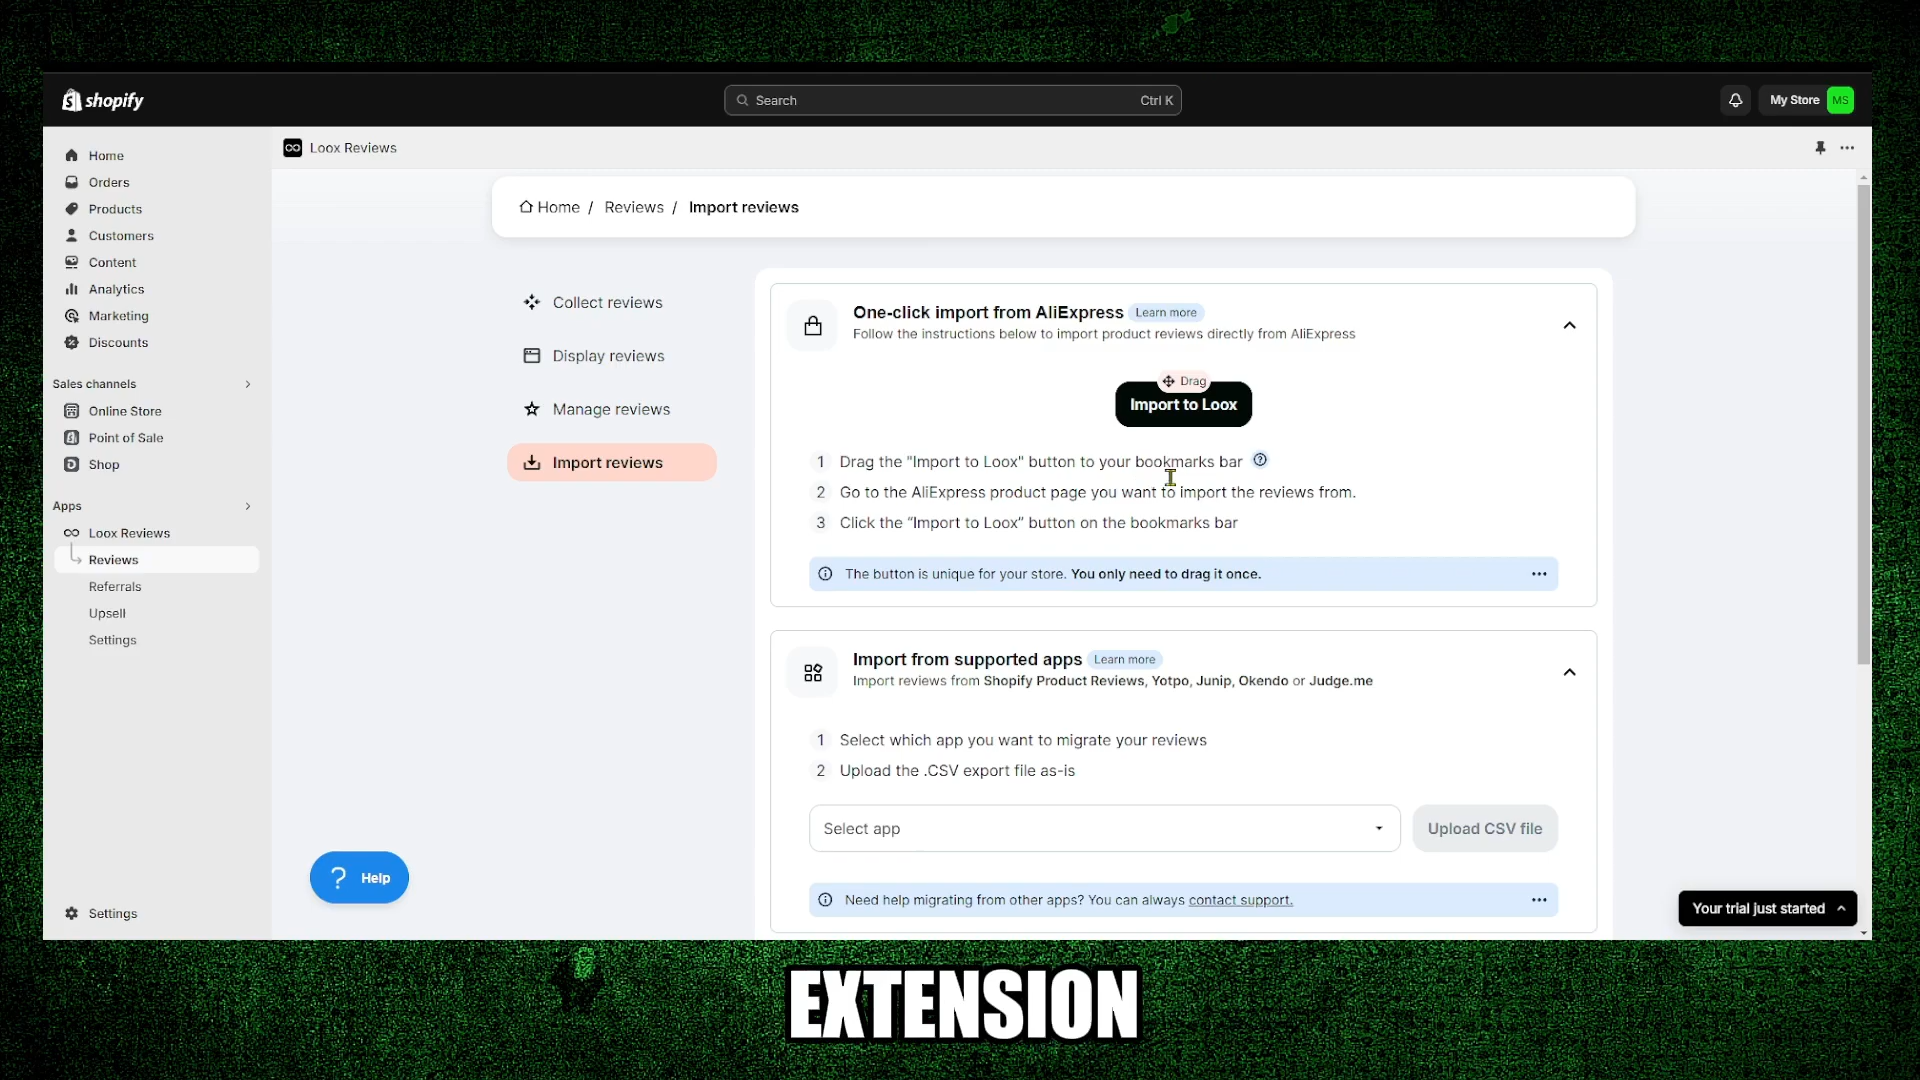 shopify
Search
Ctrl K
My Store
MS
Home
Orders
Products
Customers
Content
Analytics
Marketing
Discounts
Sales channels
Online Store
Point of Sale
Shop
Apps
Loox Reviews
Reviews
Referrals
Upsell
Settings
Settings
Loox Reviews
Home / Reviews / Import reviews
Collect reviews
Display reviews
Manage reviews
Import reviews
One-click import from AliExpress Learn more
Follow the instructions below to import product reviews directly from AliExpress
Drag
Import to Loox
1 Drag the "Import to Loox" button to your bookmarks bar
2 Go to the AliExpress product page you want to import the reviews from.
3 Click the “Import to Loox” button on the bookmarks bar
The button is unique for your store. You only need to drag it once.
Import from supported apps Learn more
Import reviews from Shopify Product Reviews, Yotpo, Junip, Okendo or Judge.me
1 Select which app you want to migrate your reviews
2 Upload the .CSV export file as-is
Select app
Upload CSV file
Need help migrating from other apps? You can always contact support.
? Help
Your trial just started
EXTENSION